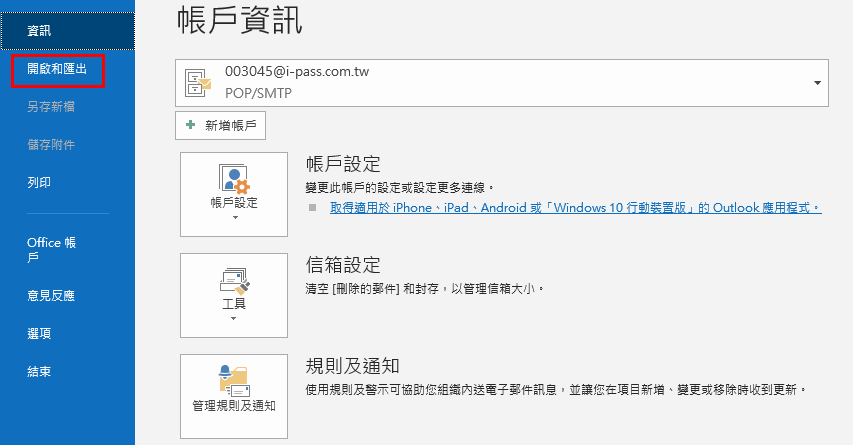 資訊
開啟和匯出
另存新檔
儲存附件
列印
Office 帳
戶
意見反應
選項
結束
帳戶資訊
003045@i-pass.com.tw
POP/SMTP
新增帳戶
帳戶設定
帳戶設定
變更此帳戶的設定或設定更多連線。
取得適用於 iPhone、iPad、Android 或「Windows 10 行動裝置版」的 Outlook 應用程式。
工具
信箱設定
清空 [刪除的郵件] 和封存，以管理信箱大小。
管理規則及通知
規則及通知
使用規則及警示可協助您組織內送電子郵件訊息，並讓您在項目新增、變更或移除時收到更新。